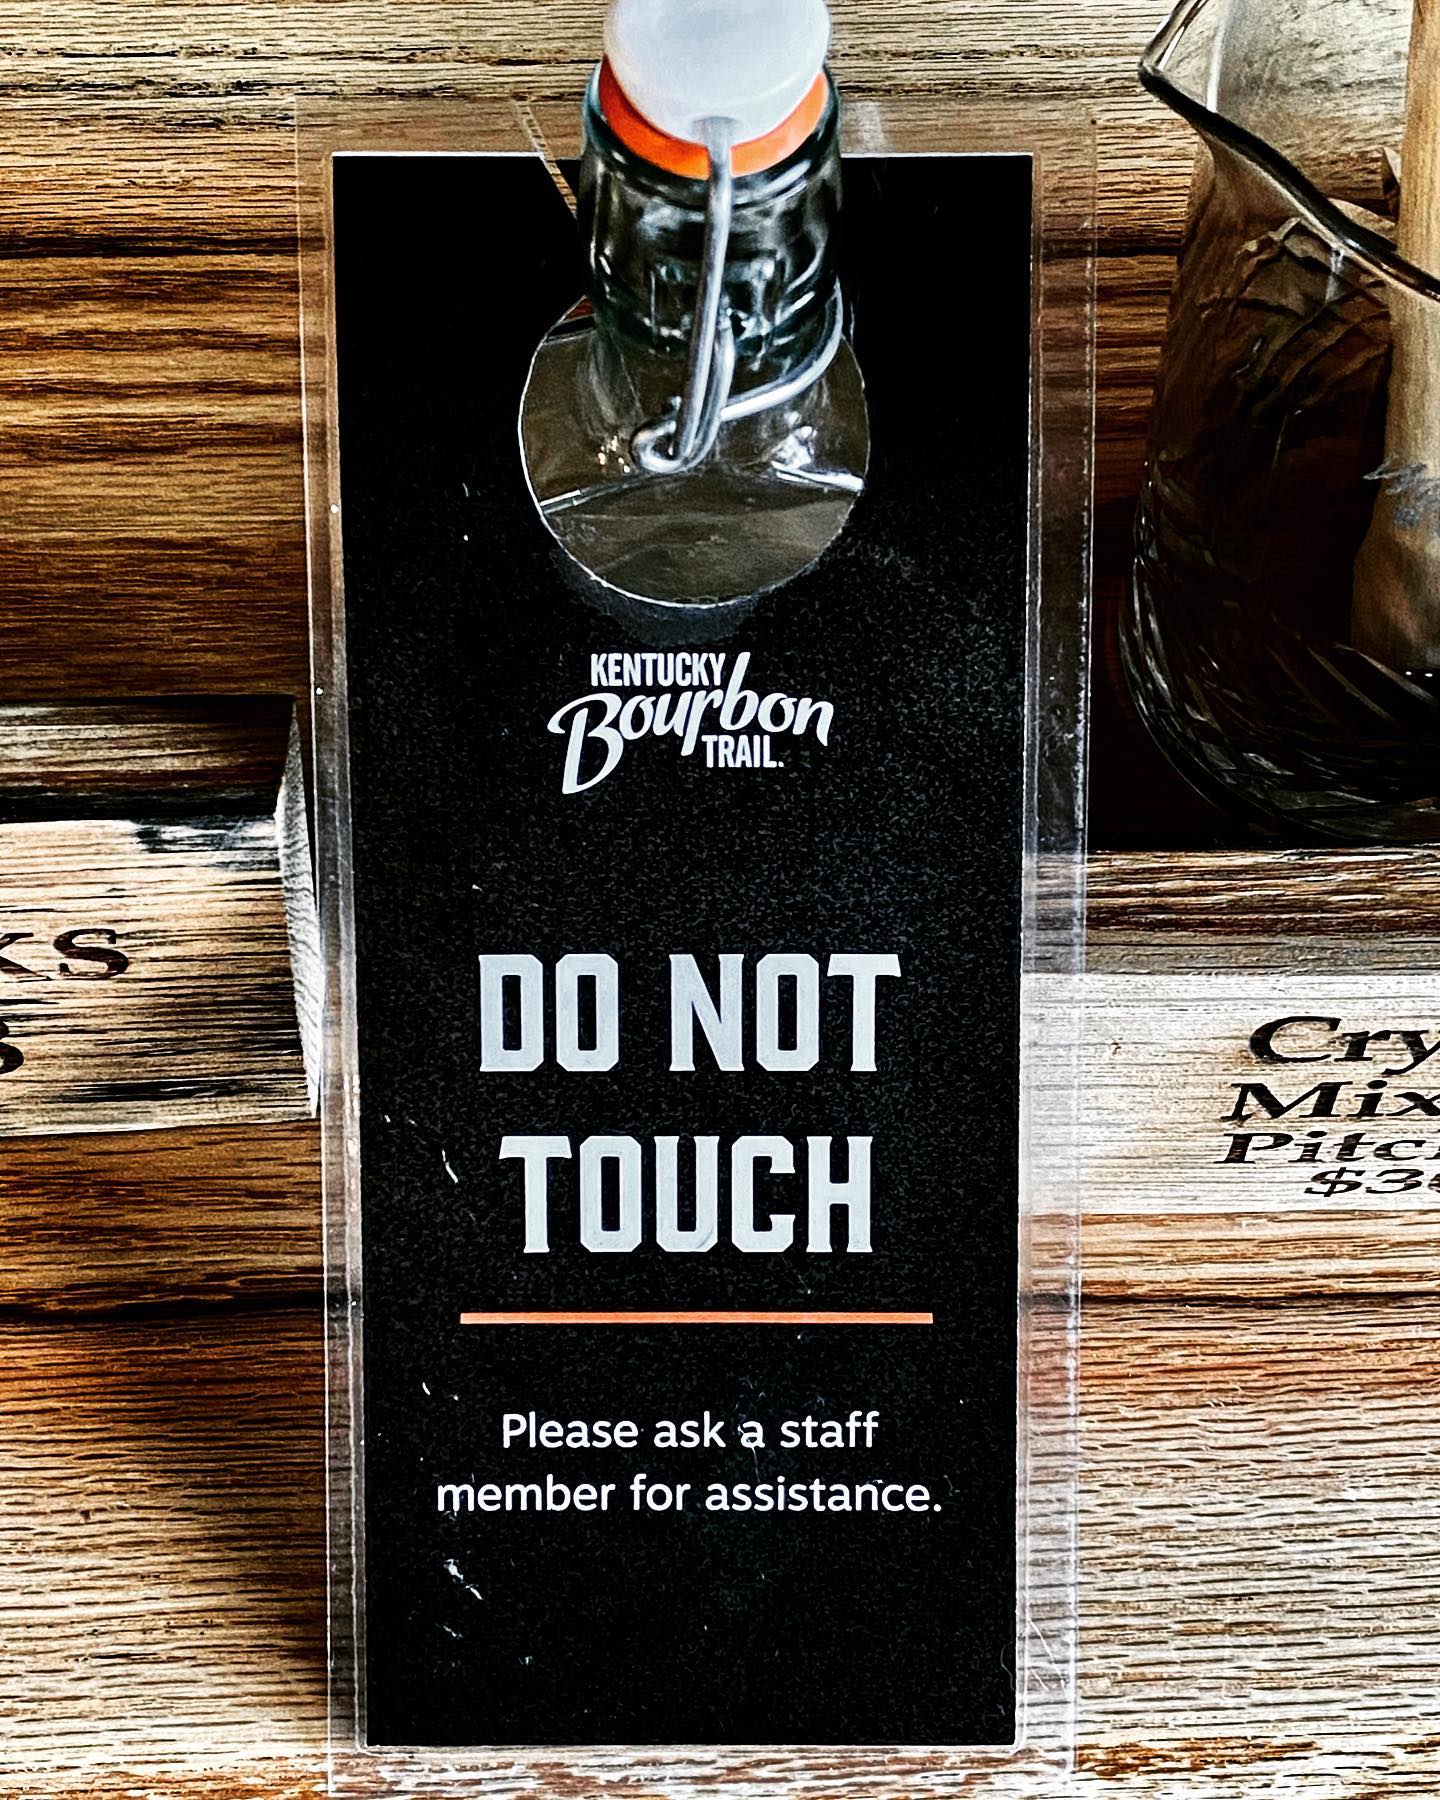 KENTUCKY
Bourbon
TRAIL.
DO NOT
TOUCH
Please ask a staff
member for assistance.